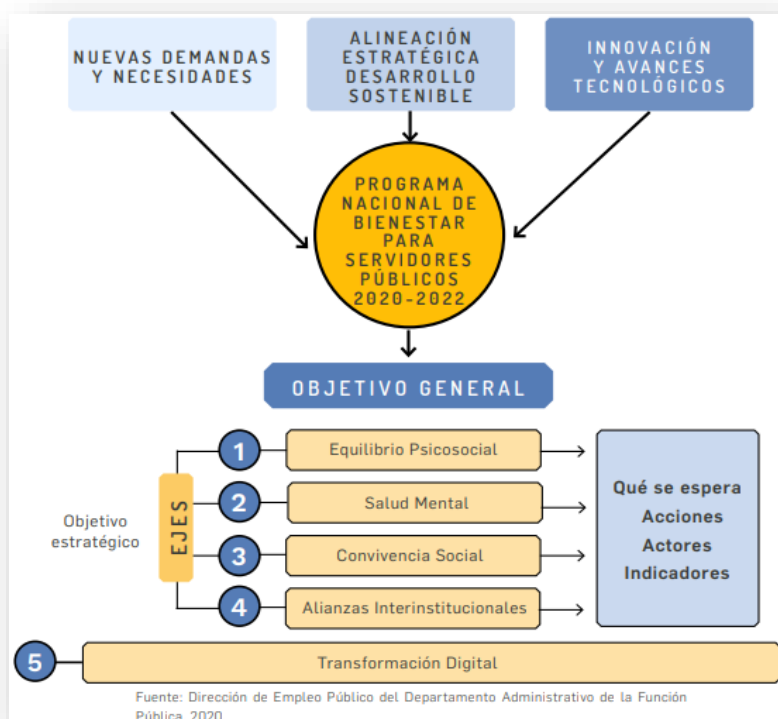 NUEVAS DEMANDAS
Y NECESIDADES
ALINEACIÓN
ESTRATÉGICA
DESARROLLO
SOSTENIBLE
INNOVACIÓN
Y AVANCES
TECNOLÓGICOS
PROGRAMA
NACIONAL DE
BIENESTAR
PARA
SERVIDORES
PÚBLICOS
2020-2022
OBJETIVO GENERAL
Objetivo
estratégico
EJES
1
Equilibrio Psicosocial
2
Salud Mental
3
Convivencia Social
4
Alianzas Interinstitucionales
Qué se espera
Acciones
Actores
Indicadores
5
Transformación Digital
Fuente: Dirección de Empleo Público del Departamento Administrativo de la Función
Pública, 2020